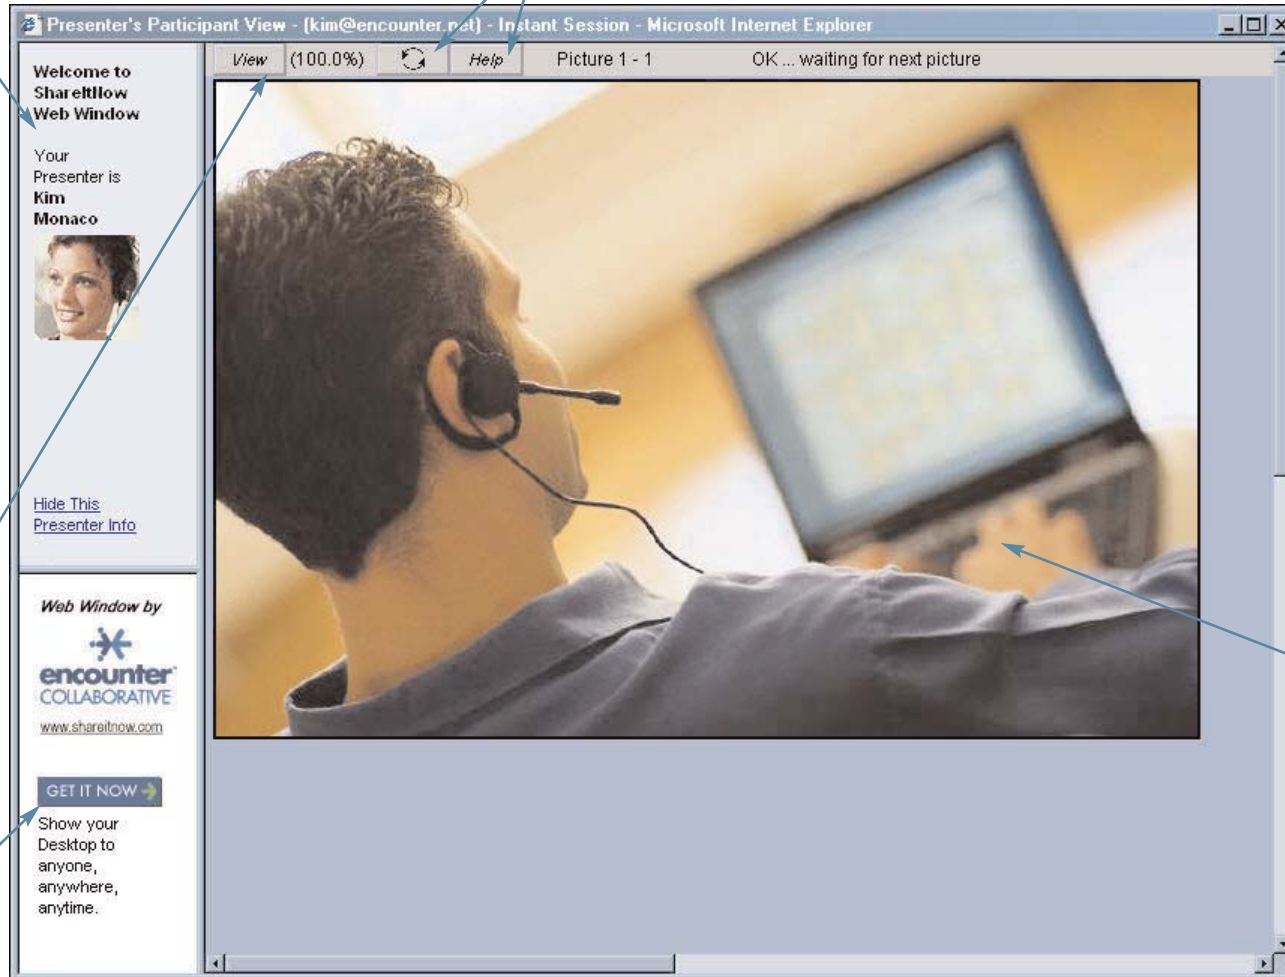 Presenter's Participant View - (kim@encounter.net) - Instant Session - Microsoft Internet Explorer
View (100.0%) Help Picture 1 - 1 OK ... waiting for next picture
Welcome to
ShareItNow
Web Window
Your
Presenter is
Kim
Monaco
Hide This
Presenter Info
Web Window by
encounter
COLLABORATIVE
www.shareitnow.com
GET IT NOW
Show your
Desktop to
anyone,
anywhere,
anytime.